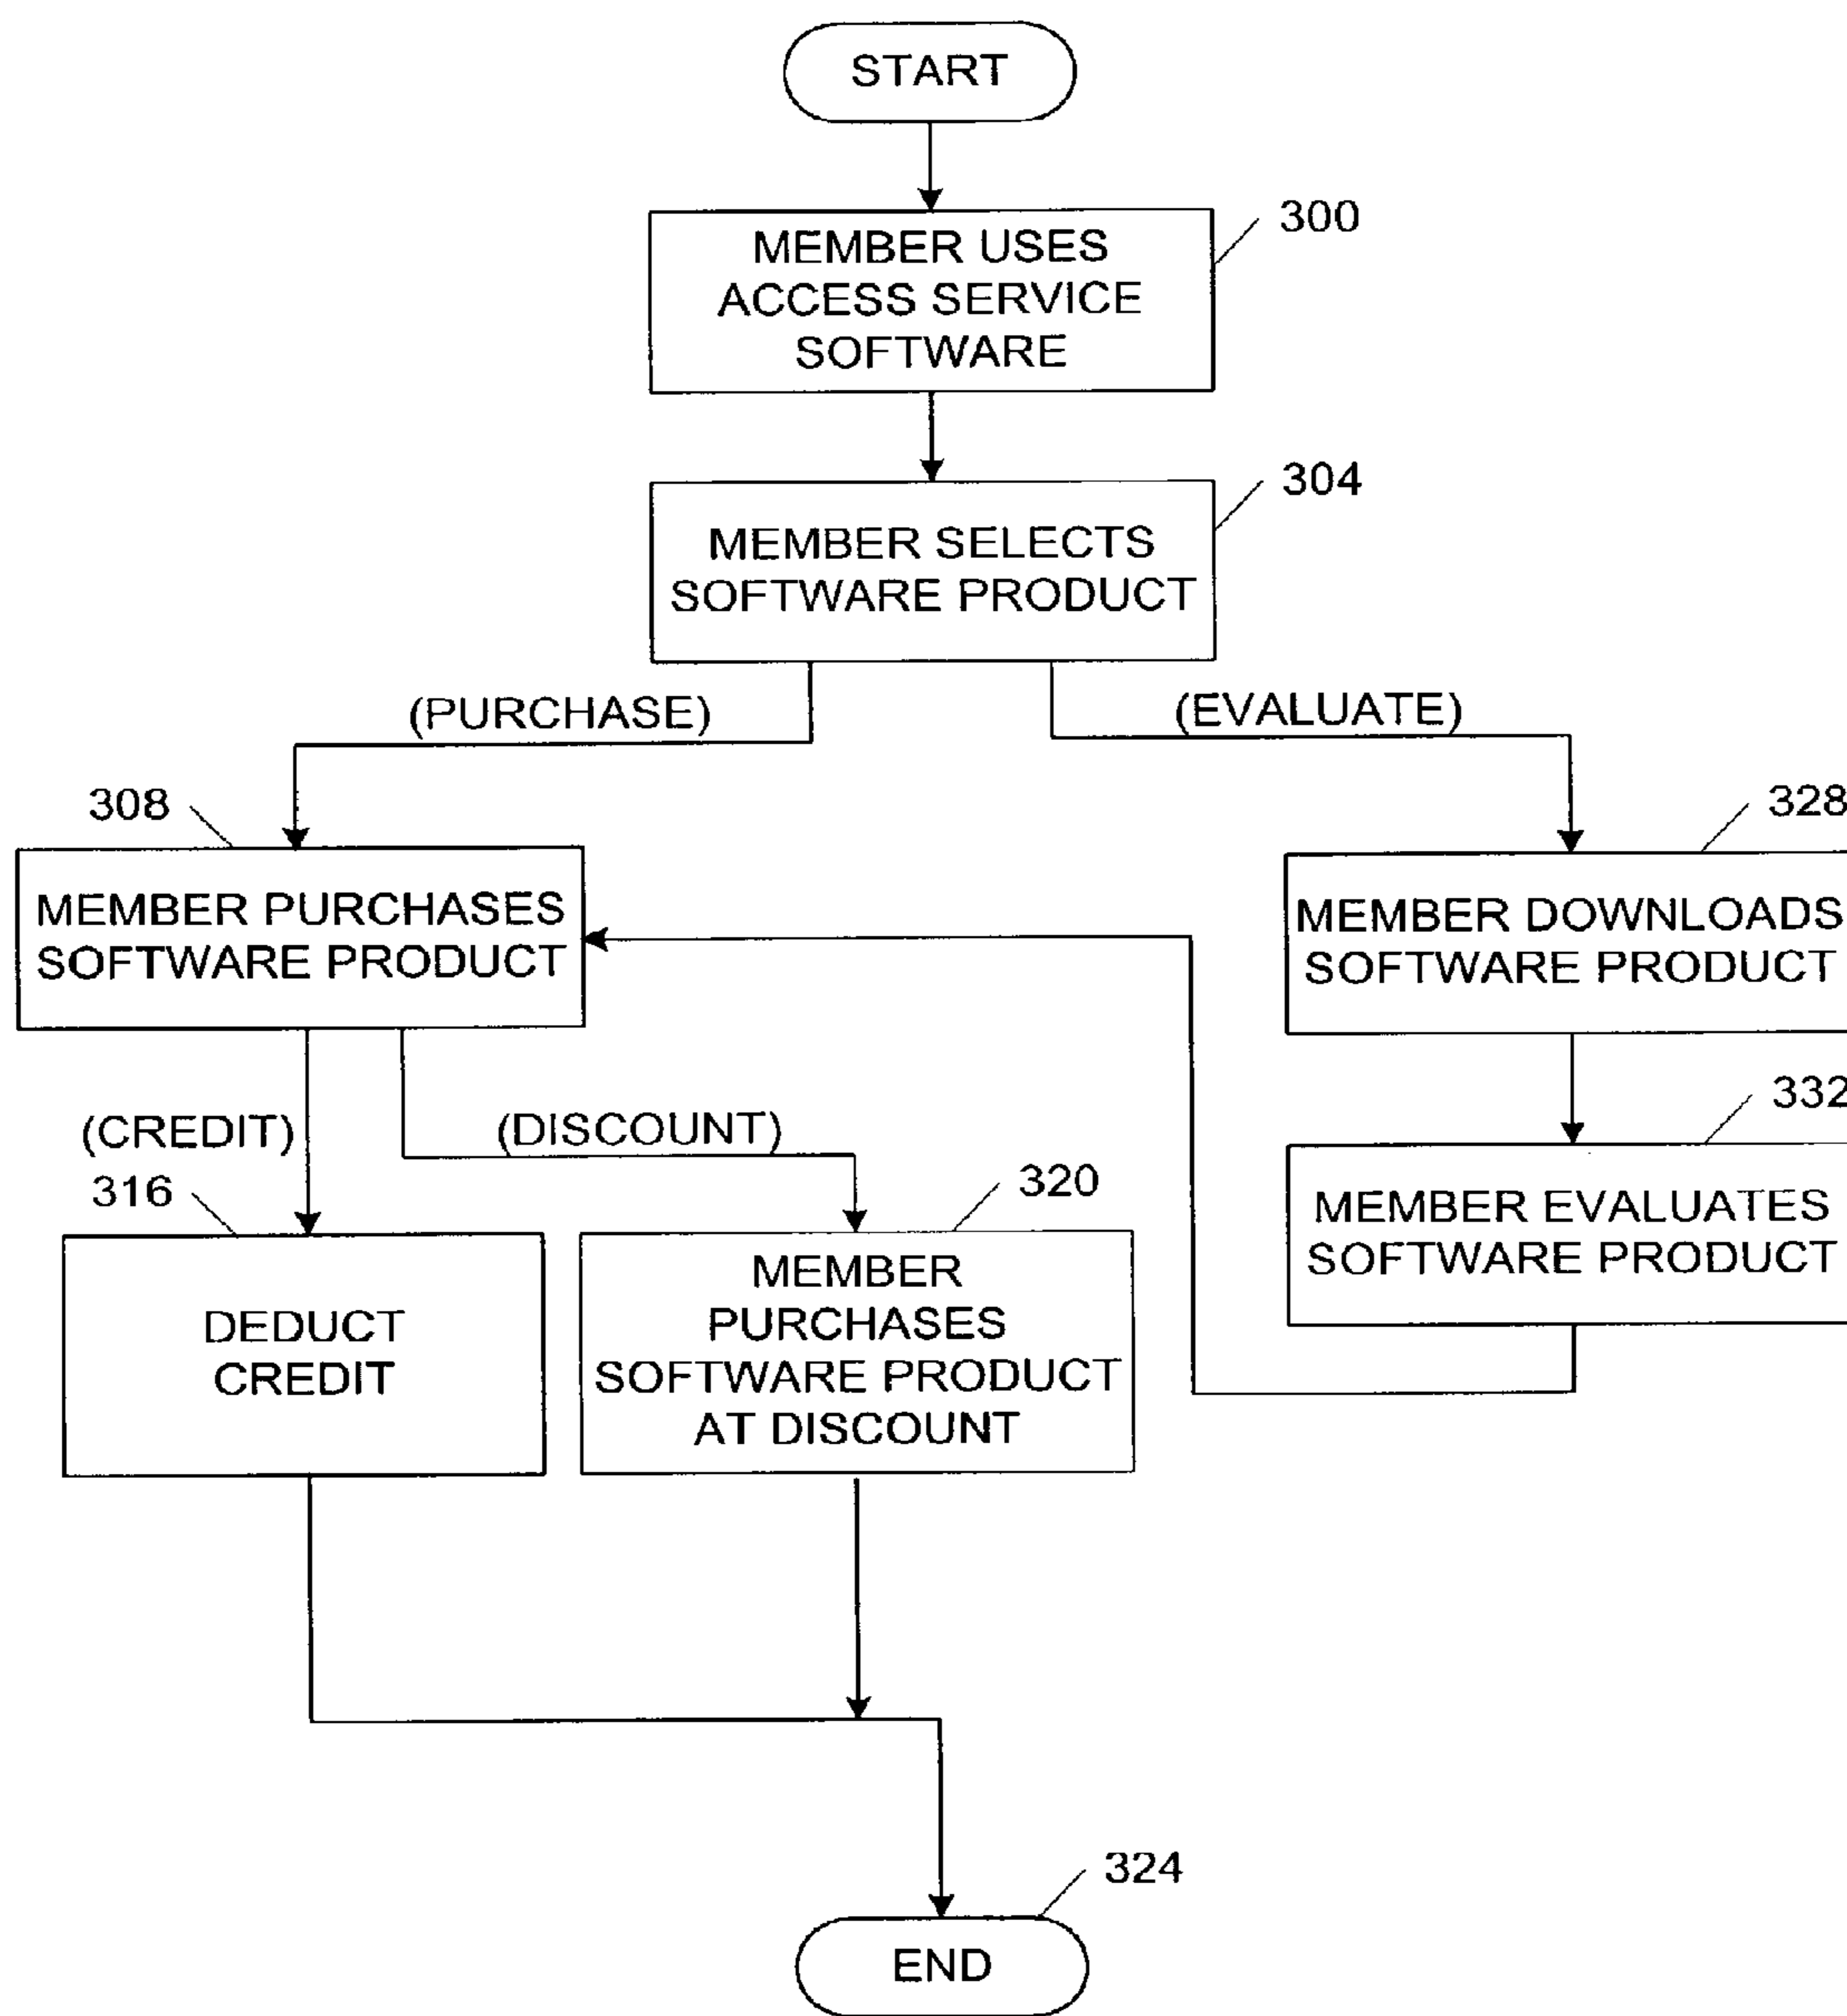 START
300
MEMBER USES
ACCESS SERVICE
SOFTWARE
304
MEMBER SELECTS
SOFTWARE PRODUCT
(PURCHASE)
(EVALUATE)
308
MEMBER PURCHASES
SOFTWARE PRODUCT
328
MEMBER DOWNLOADS
SOFTWARE PRODUCT
(CREDIT)
(DISCOUNT)
316
DEDUCT
CREDIT
320
MEMBER
PURCHASES
SOFTWARE PRODUCT
AT DISCOUNT
332
MEMBER EVALUATES
SOFTWARE PRODUCT
324
END